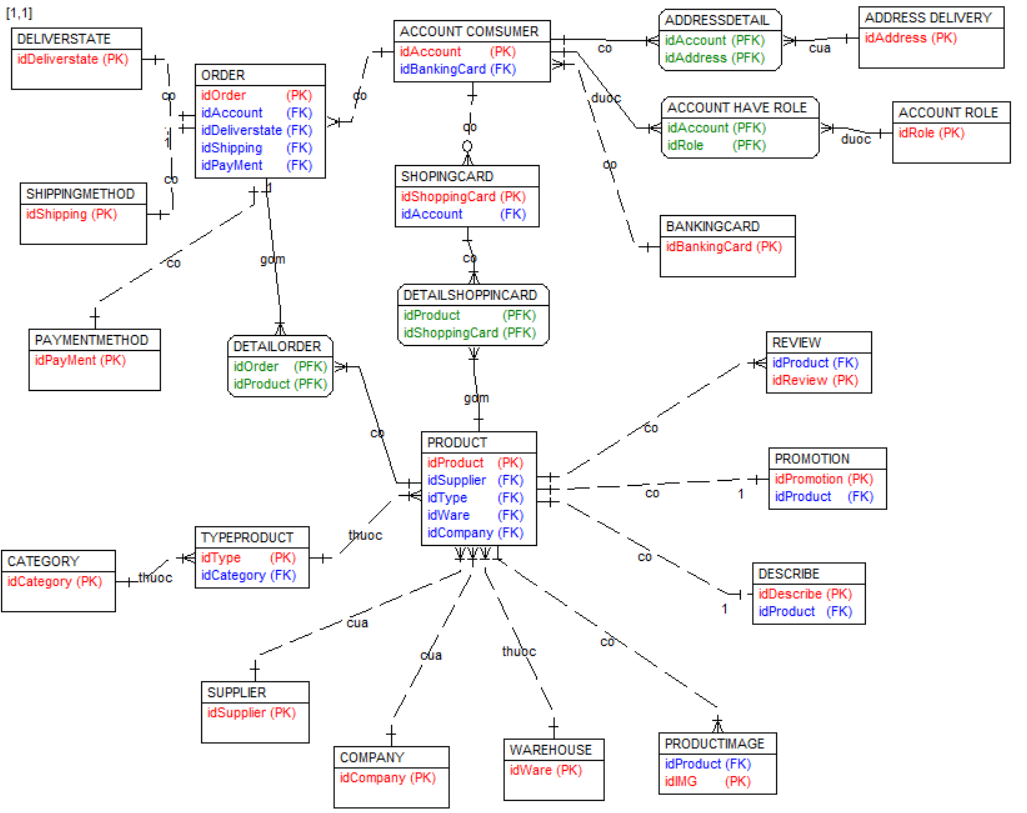 [1,1]
DELIVERSTATE
idDeliverstate (PK)
ORDER
idOrder (PK)
idAccount (FK)
idDeliverstate (FK)
idShipping (FK)
idPayMent (FK)
ACCOUNT COMSUMER
idAccount (PK)
idBankingCard (FK)
ADDRESSDETAIL
idAccount (PFK)
idAddress (PFK)
ADDRESS DELIVERY
idAddress (PK)
co
cua
co
co
duoc
ACCOUNT HAVE ROLE
idAccount (PFK)
idRole (PFK)
ACCOUNT ROLE
idRole (PK)
duoc
1
co
co
co
SHIPPINGMETHOD
idShipping (PK)
SHOPINGCARD
idShoppingCard (PK)
idAccount (FK)
BANKINGCARD
idBankingCard (PK)
1
co
gom
co
DETAILSHOPPINCARD
idProduct (PFK)
idShoppingCard (PFK)
PAYMENTMETHOD
idPayMent (PK)
DETAILORDER
idOrder (PFK)
idProduct (PFK)
REVIEW
idProduct (FK)
idReview (PK)
gom
co
co
PRODUCT
idProduct (PK)
idSupplier (FK)
idType (FK)
idWare (FK)
idCompany (FK)
PROMOTION
idPromotion (PK)
idProduct (FK)
co
1
CATEGORY
idCategory (PK)
thuoc
TYPEPRODUCT
idType (PK)
idCategory (FK)
thuoc
co
DESCRIBE
idDescribe (PK)
idProduct (FK)
1
cua
cua
thuoc
co
SUPPLIER
idSupplier (PK)
COMPANY
idCompany (PK)
WAREHOUSE
idWare (PK)
PRODUCTIMAGE
idProduct (FK)
idIMG (PK)